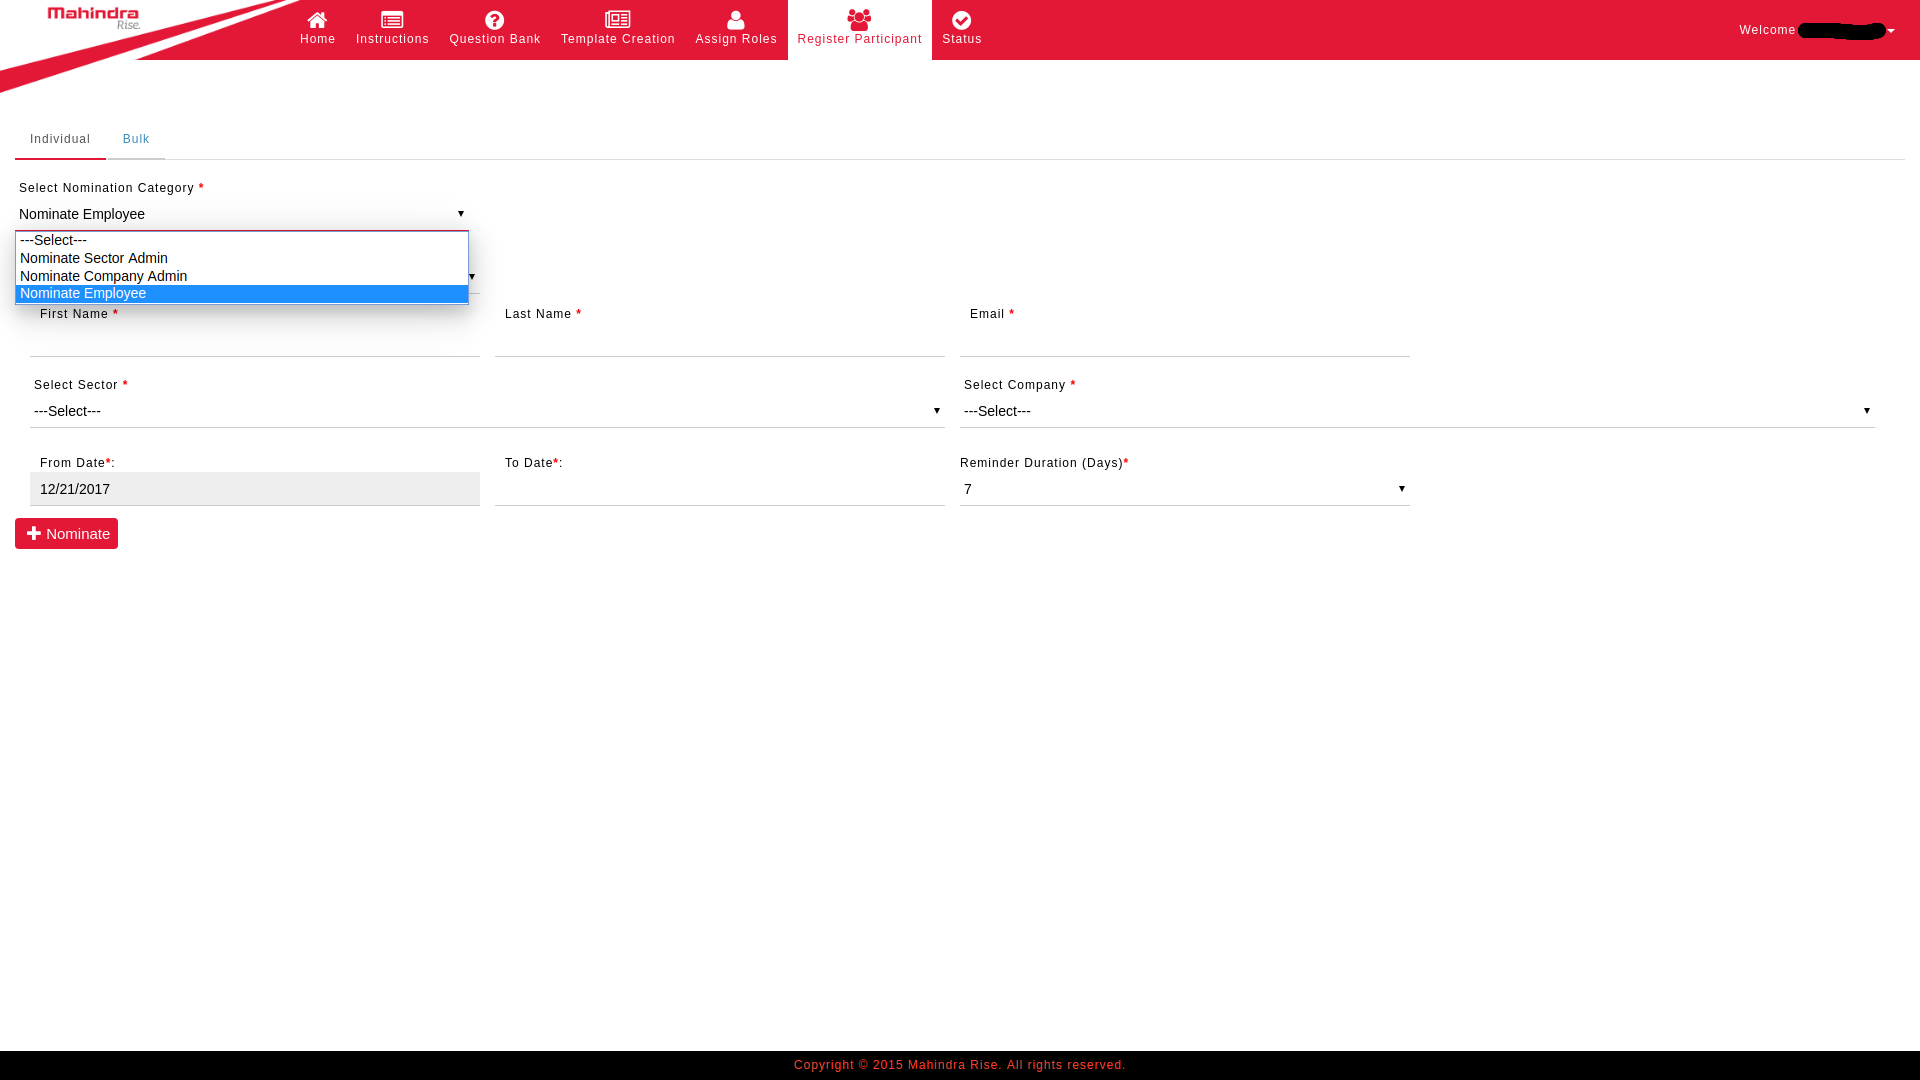 Mahindra
Rise.
Home
Instructions
Question Bank
Template Creation
Assign Roles
Register Participant
Status
Welcome
Individual
Bulk
Select Nomination Category *
Nominate Employee
---Select---
Nominate Sector Admin
Nominate Company Admin
Nominate Employee
First Name *
Last Name *
Email *
Select Sector *
Select Company *
---Select---
---Select---
From Date*:
To Date*:
Reminder Duration (Days)*
12/21/2017
7
Nominate
Copyright © 2015 Mahindra Rise. All rights reserved.